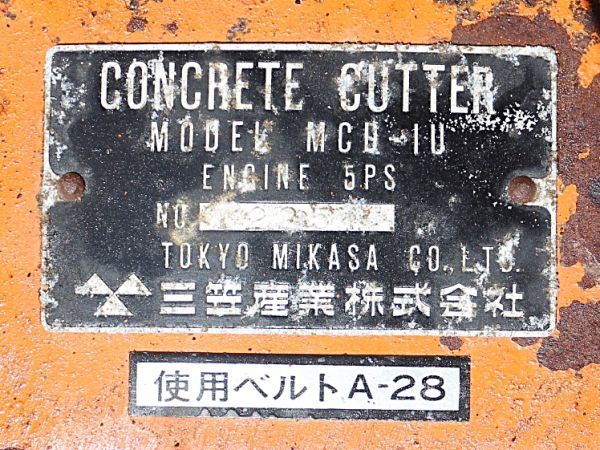 CONCRETE CUTTER
MODEL MCD-1U
ENGINE 5PS
NO
TOKYO MIKASA CO.,LTD.
三笠産業株式会社
使用ベルトA-28